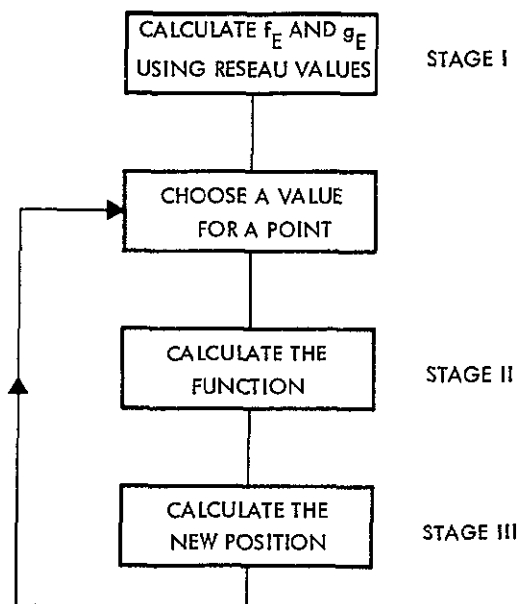 CALCULATE f_E AND g_E
USING RESEAU VALUES
STAGE I
CHOOSE A VALUE
FOR A POINT
CALCULATE THE
FUNCTION
STAGE II
CALCULATE THE
NEW POSITION
STAGE III